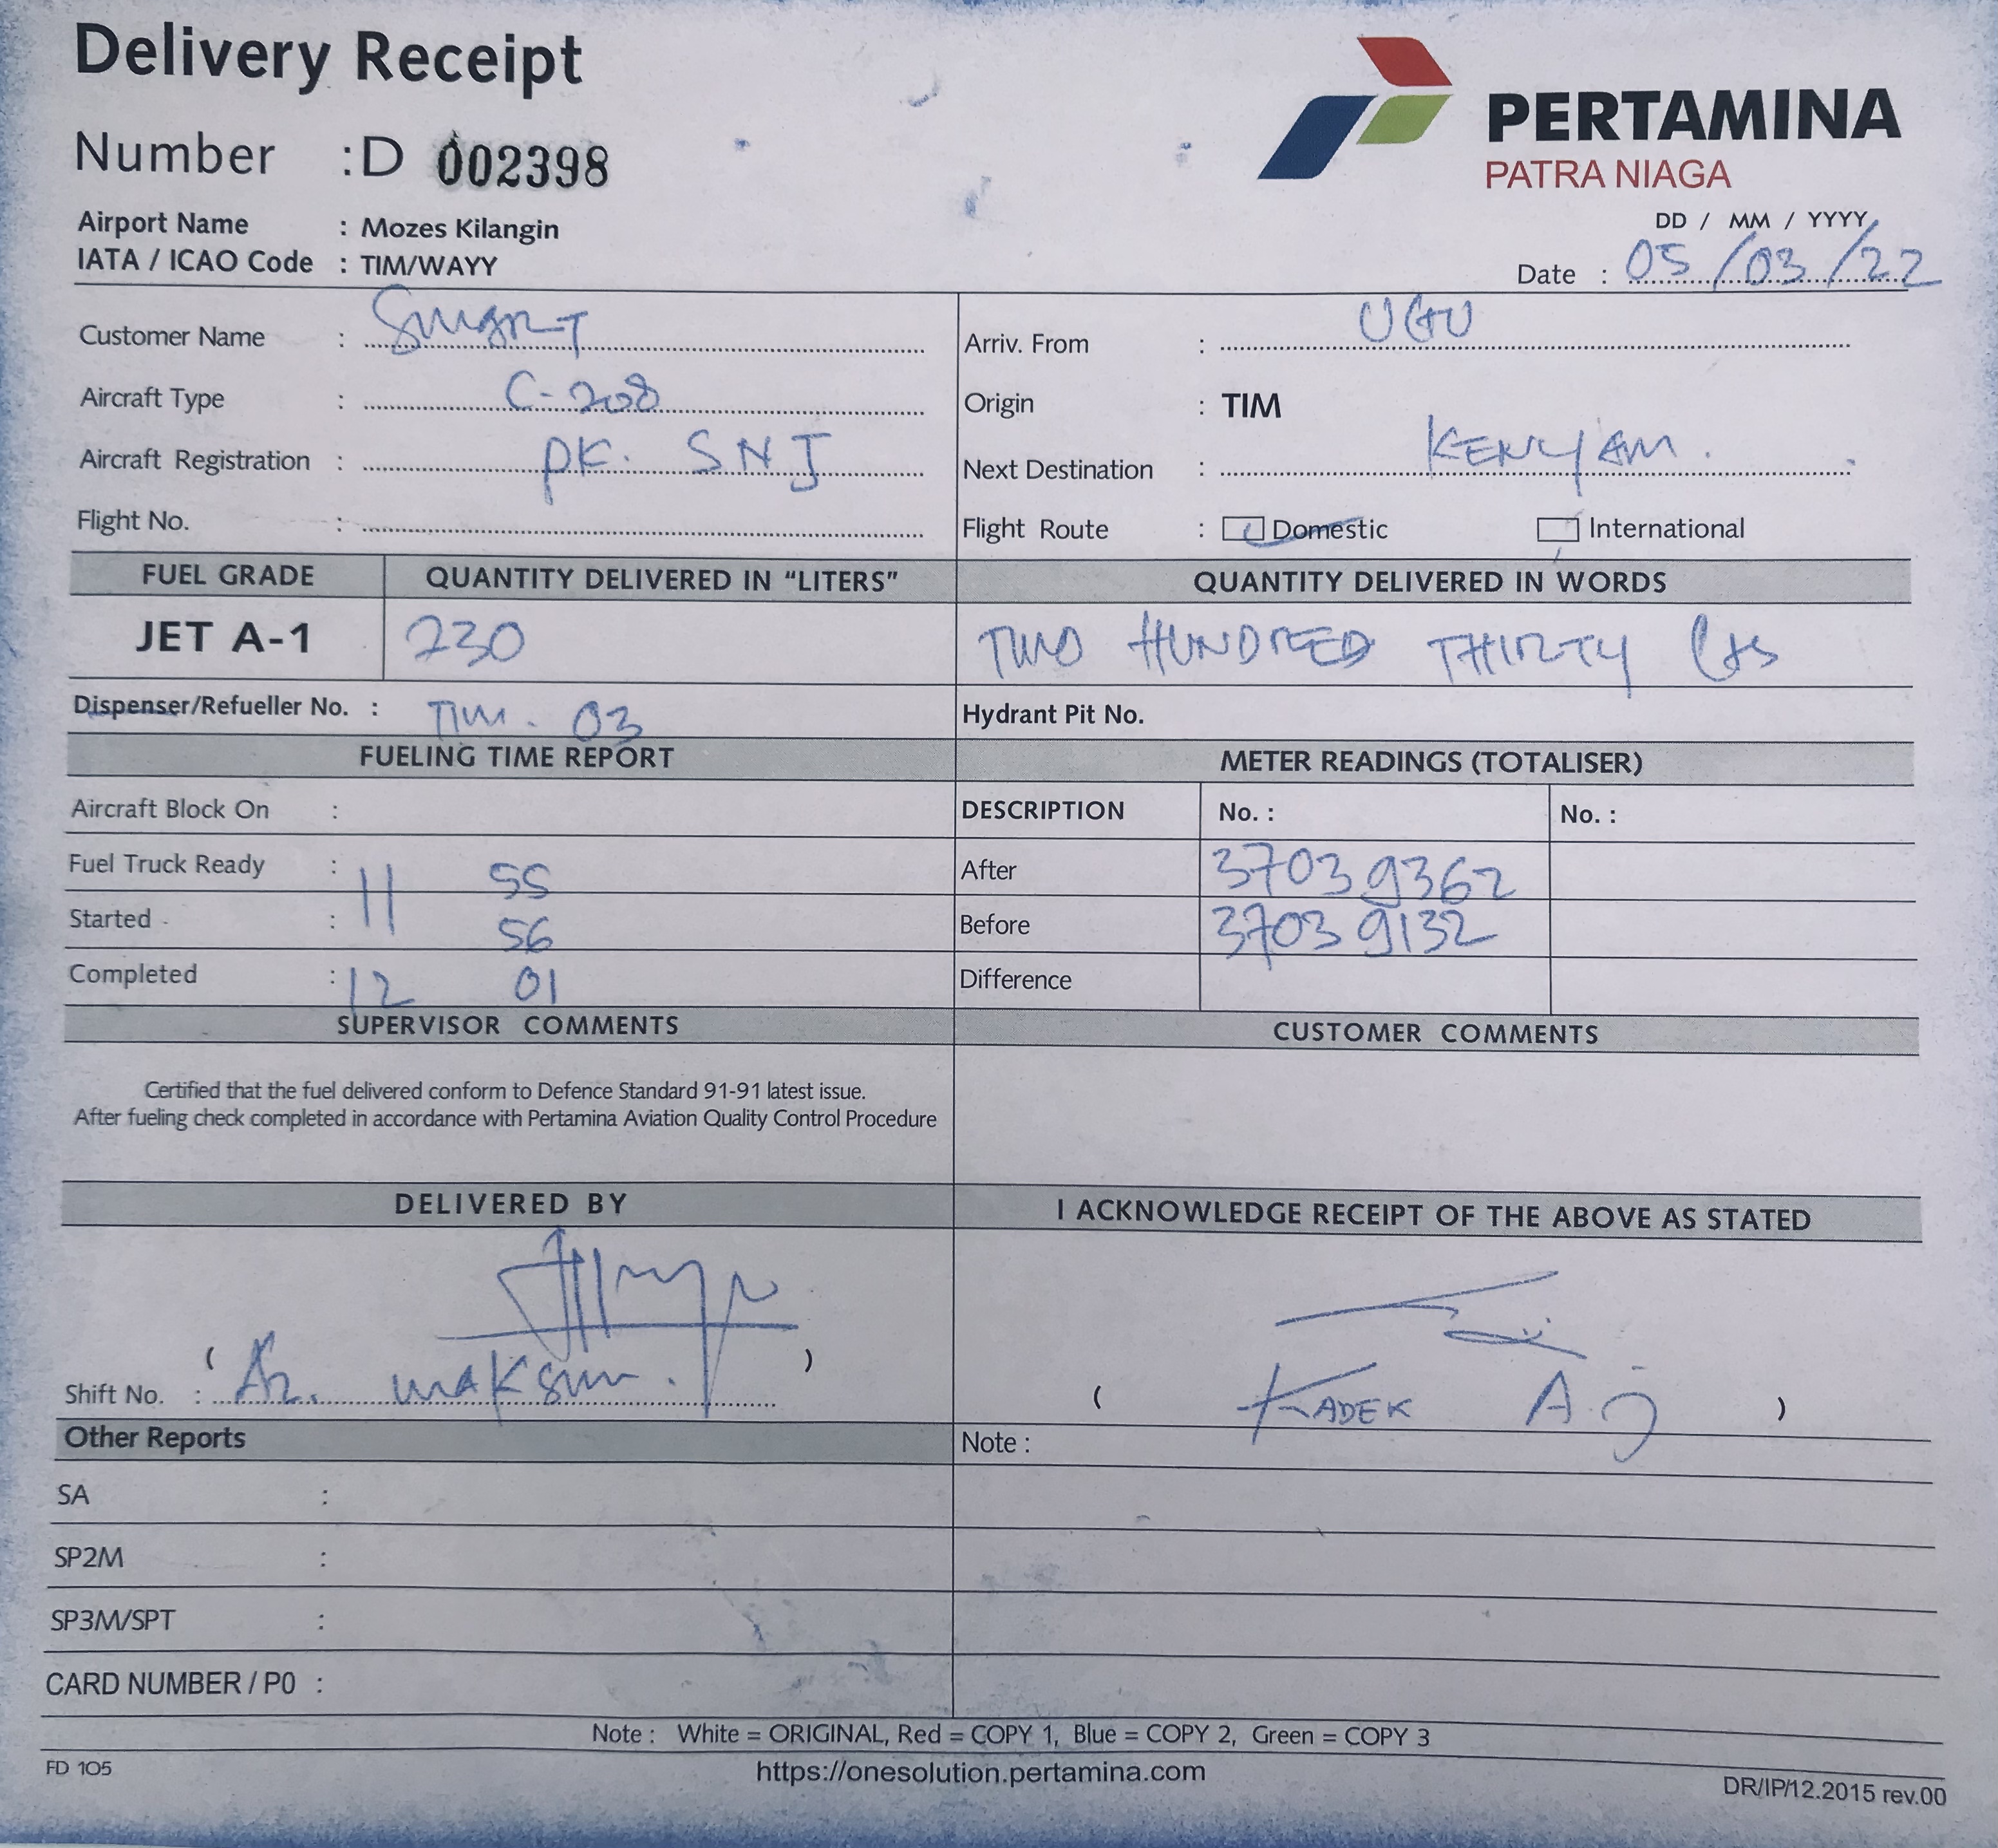 Delivery Receipt
Number : D 002398
PERTAMINA
PATRA NIAGA
Airport Name : Mozes Kilangin
IATA / ICAO Code : TIM/WAYY
DD / MM / YYYY
Date : 05/03/22
Customer Name : Smart
Arriv. From : UGU
Aircraft Type : C-208
Origin : TIM
Aircraft Registration : PK. SNJ
Next Destination : KENYAM.
Flight No. :
Flight Route : Domestic International
FUEL GRADE QUANTITY DELIVERED IN “LITERS” QUANTITY DELIVERED IN WORDS
JET A-1 230 TWO HUNDRED THIRTY
Dispenser/Refueller No. : TIM. 03 Hydrant Pit No.
FUELING TIME REPORT METER READINGS (TOTALISER)
Aircraft Block On : DESCRIPTION No. : No. :
Fuel Truck Ready : 11 55 After 37039362
Started : 56 Before 37039132
Completed : 12 01 Difference
SUPERVISOR COMMENTS CUSTOMER COMMENTS
Certified that the fuel delivered conform to Defence Standard 91-91 latest issue.
After fueling check completed in accordance with Pertamina Aviation Quality Control Procedure
DELIVERED BY I ACKNOWLEDGE RECEIPT OF THE ABOVE AS STATED
Shift No. : ( maksum. ) ( KADEK )
Other Reports Note :
SA :
SP2M :
SP3M/SPT :
CARD NUMBER / P0 :
Note : White = ORIGINAL, Red = COPY 1, Blue = COPY 2, Green = COPY 3
FD 105 https://onesolution.pertamina.com DR/IP/12.2015 rev.00